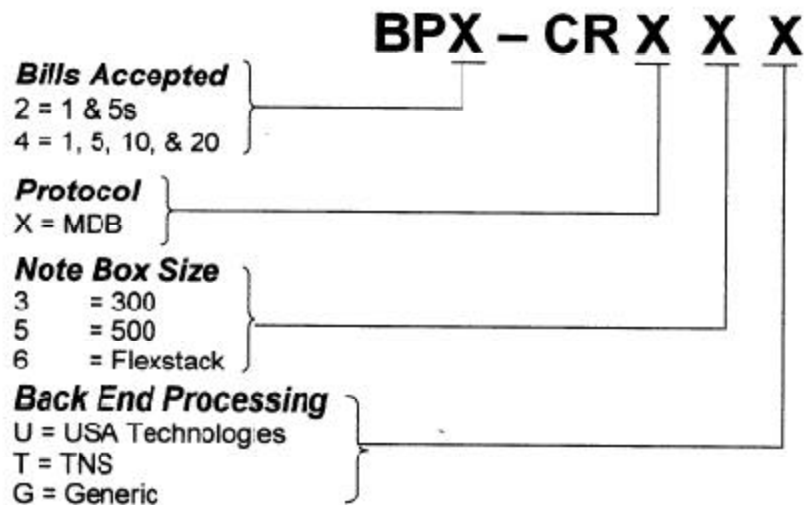 BPX – CR X X X
Bills Accepted
2 = 1 & 5s
4 = 1, 5, 10, & 20
Protocol
X = MDB
Note Box Size
3 = 300
5 = 500
6 = Flexstack
Back End Processing
U = USA Technologies
T = TNS
G = Generic